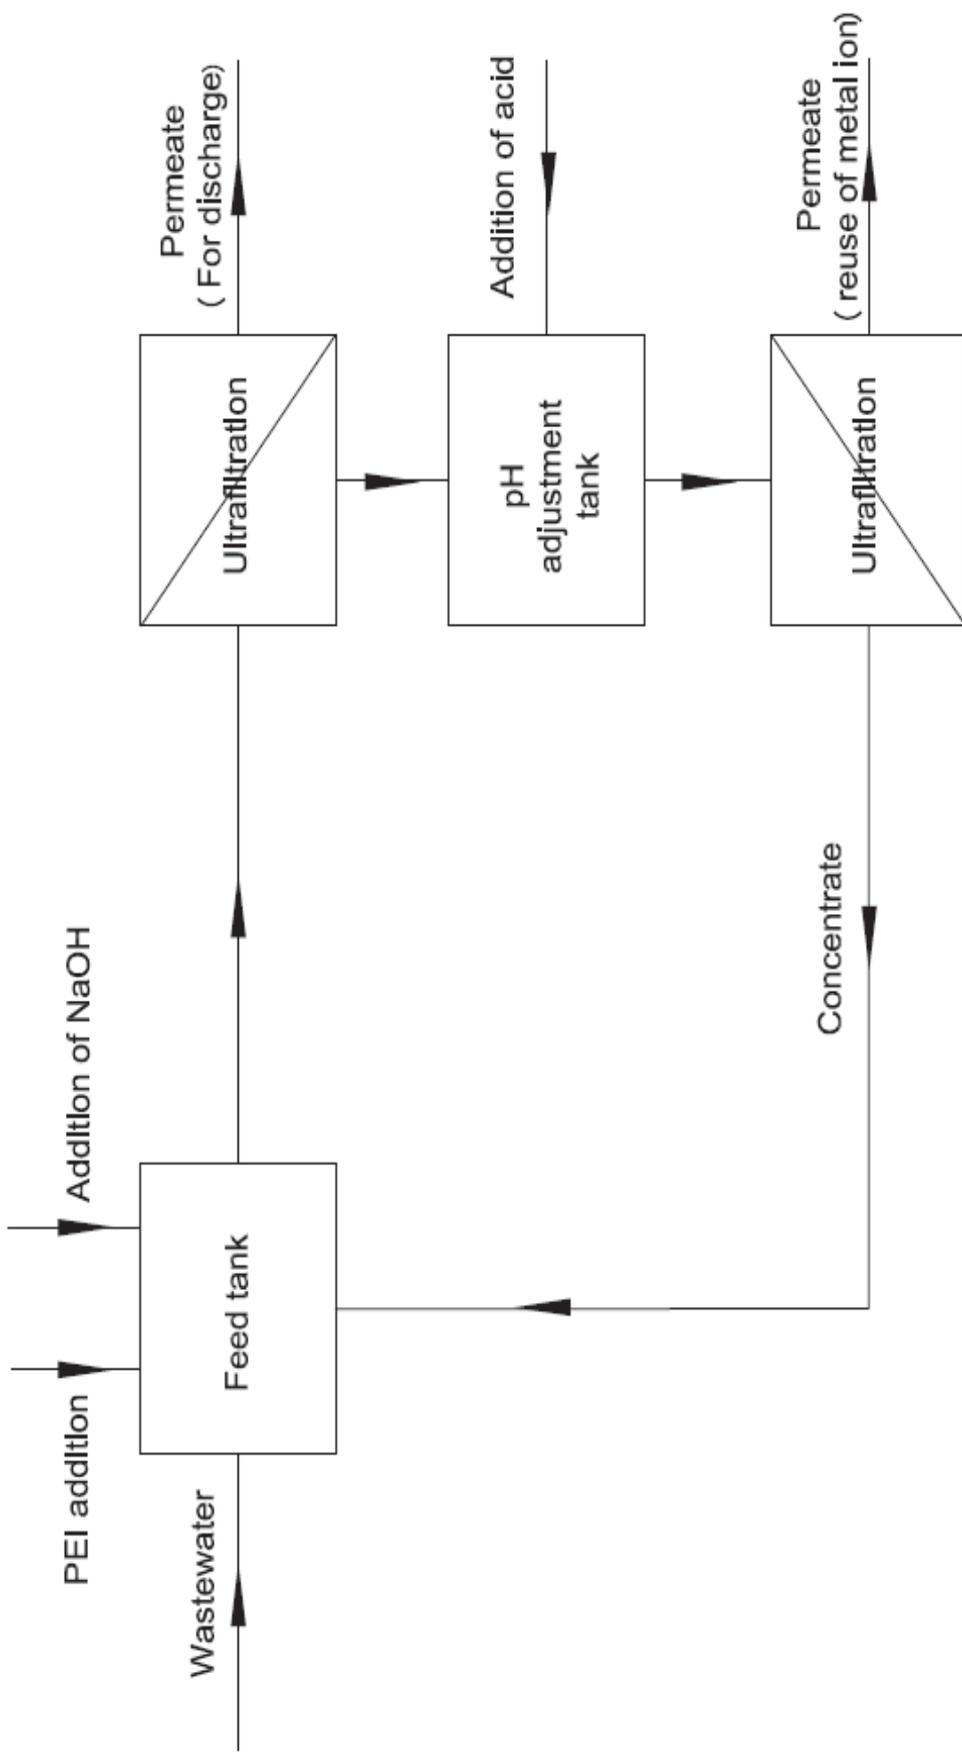 PEI addition
Addition of NaOH
Wastewater
Feed tank
Ultrafiltration
Permeate
( For discharge)
pH
adjustment
tank
Addition of acid
Concentrate
Ultrafiltration
Permeate
( reuse of metal ion)